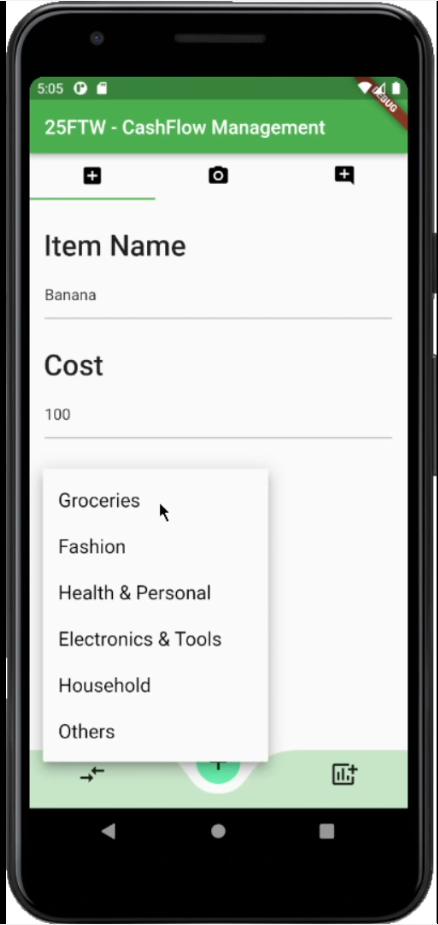 5:05
DEBUG
25FTW - CashFlow Management
Item Name
Banana
Cost
100
Groceries
Fashion
Health & Personal
Electronics & Tools
Household
Others